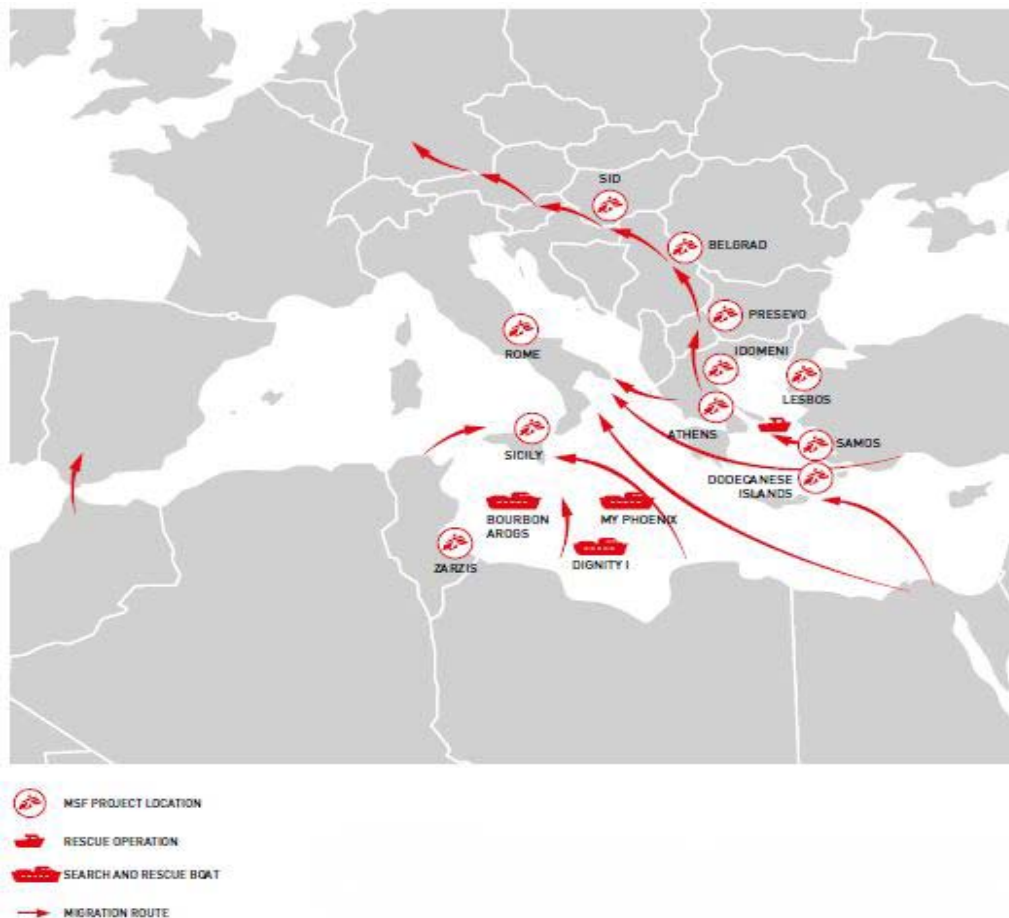 SID
BELGRAD
PRESEVO
ROME
IDOMENI
LESBOS
ATHENS
SAMOS
SICILY
DODECANESE
ISLANDS
BOURBON
AROGS
MY PHOENIX
ZARZIS
DIGNITY I
MSF PROJECT LOCATION
RESCUE OPERATION
SEARCH AND RESCUE BOAT
MIGRATION ROUTE